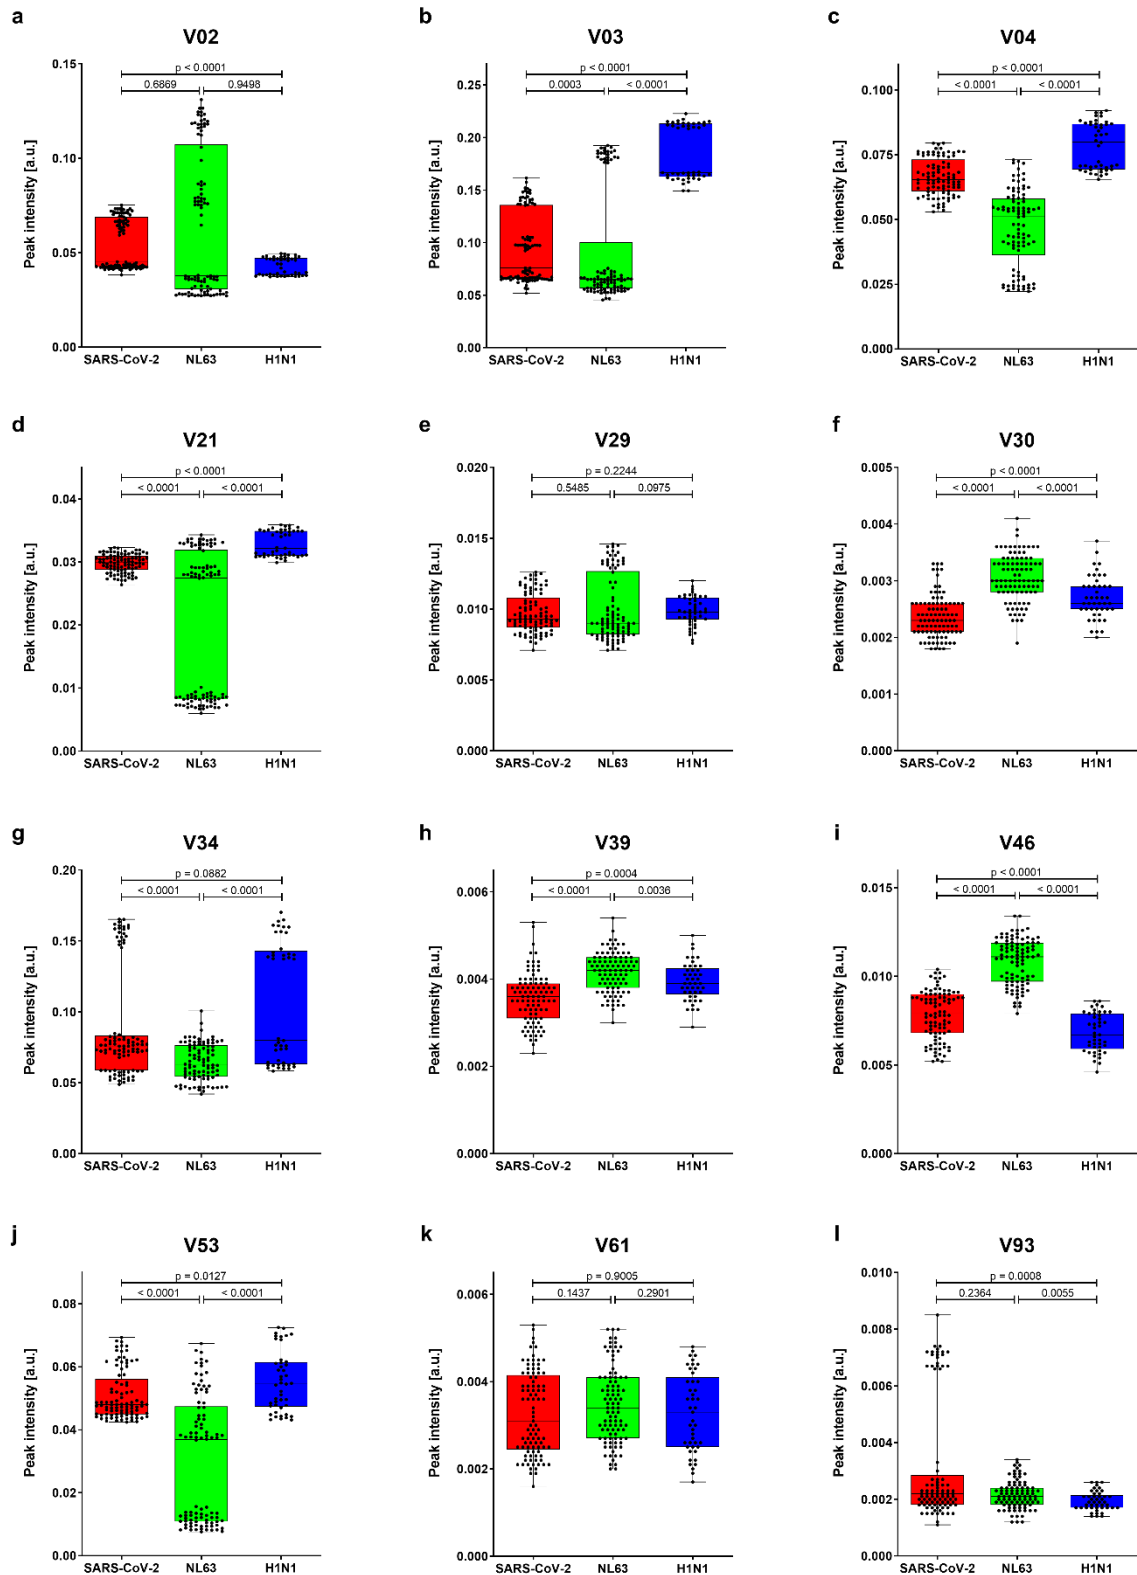 a
V02
Peak intensity [a.u.]
0.15
0.10
0.05
0.00
p < 0.0001
0.6869
0.9498
SARS-CoV-2
NL63
H1N1
b
V03
Peak intensity [a.u.]
0.25
0.20
0.15
0.10
0.05
0.00
p < 0.0001
0.0003
< 0.0001
SARS-CoV-2
NL63
H1N1
c
V04
Peak intensity [a.u.]
0.100
0.075
0.050
0.025
0.000
p < 0.0001
< 0.0001
< 0.0001
SARS-CoV-2
NL63
H1N1
d
V21
Peak intensity [a.u.]
0.04
0.03
0.02
0.01
0.00
p < 0.0001
< 0.0001
< 0.0001
SARS-CoV-2
NL63
H1N1
e
V29
Peak intensity [a.u.]
0.020
0.015
0.010
0.005
0.000
p = 0.2244
0.5485
0.0975
SARS-CoV-2
NL63
H1N1
f
V30
Peak intensity [a.u.]
0.005
0.004
0.003
0.002
0.001
0.000
p < 0.0001
< 0.0001
< 0.0001
SARS-CoV-2
NL63
H1N1
g
V34
Peak intensity [a.u.]
0.20
0.15
0.10
0.05
0.00
p = 0.0882
< 0.0001
< 0.0001
SARS-CoV-2
NL63
H1N1
h
V39
Peak intensity [a.u.]
0.006
0.004
0.002
0.000
p = 0.0004
< 0.0001
0.0036
SARS-CoV-2
NL63
H1N1
i
V46
Peak intensity [a.u.]
0.015
0.010
0.005
0.000
p < 0.0001
< 0.0001
< 0.0001
SARS-CoV-2
NL63
H1N1
j
V53
Peak intensity [a.u.]
0.08
0.06
0.04
0.02
0.00
p = 0.0127
< 0.0001
< 0.0001
SARS-CoV-2
NL63
H1N1
k
V61
Peak intensity [a.u.]
0.006
0.004
0.002
0.000
p = 0.9005
0.1437
0.2901
SARS-CoV-2
NL63
H1N1
l
V93
Peak intensity [a.u.]
0.010
0.008
0.006
0.004
0.002
0.000
p = 0.0008
0.2364
0.0055
SARS-CoV-2
NL63
H1N1